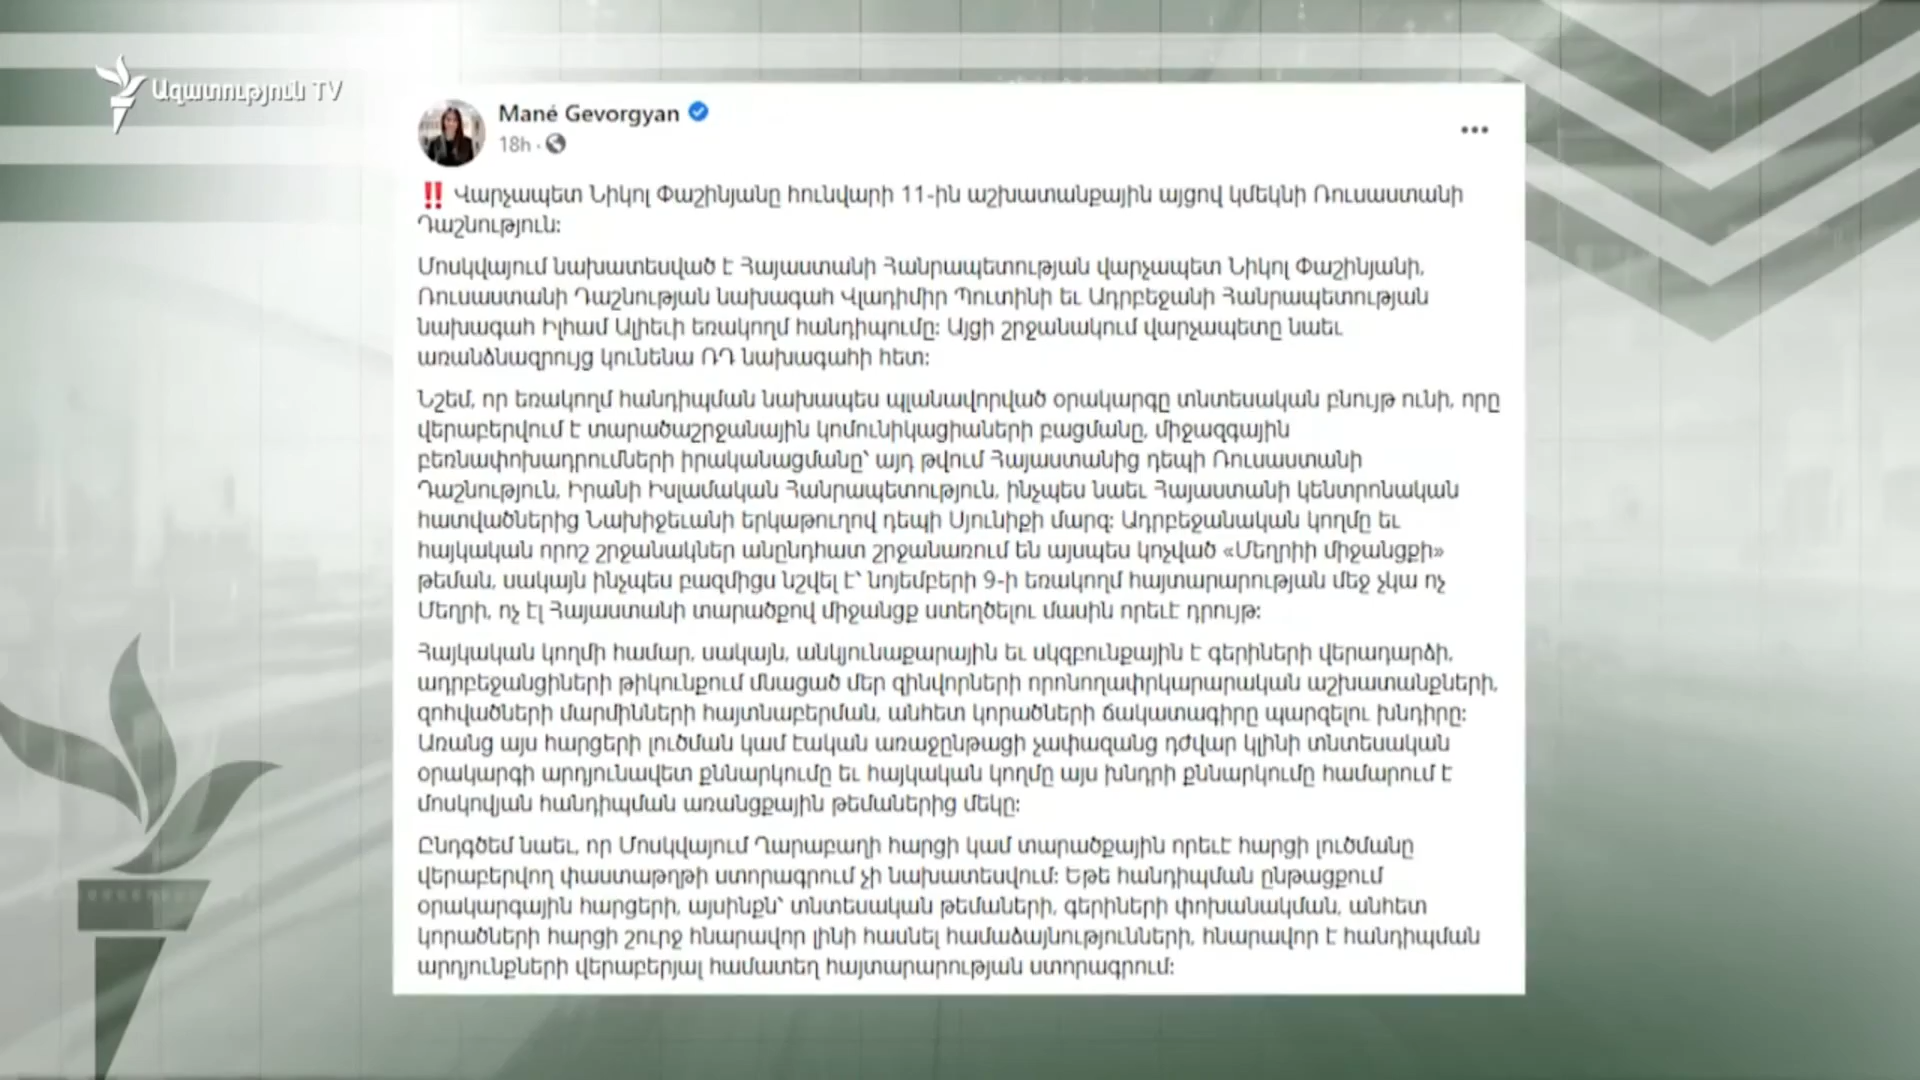 Ազատություն TV
Mané Gevorgyan
18h ·
‼ Վարչապետ Նիկոլ Փաշինյանը հունվարի 11-ին աշխատանքային այցով կմեկնի Ռուսաստանի
Դաշնություն:
Մոսկվայում նախատեսված է Հայաստանի Հանրապետության վարչապետ Նիկոլ Փաշինյանի,
Ռուսաստանի Դաշնության նախագահ Վլադիմիր Պուտինի եւ Ադրբեջանի Հանրապետության
նախագահ Իլհամ Ալիեւի եռակողմ հանդիպումը: Այցի շրջանակում վարչապետը նաեւ
առանձնազրույց կունենա ՌԴ նախագահի հետ:
Նշեմ, որ եռակողմ հանդիպման նախապես պլանավորված օրակարգը տնտեսական բնույթ ունի, որը
վերաբերվում է տարածաշրջանային կոմունիկացիաների բացմանը, միջազգային
բեռնափոխադրումների իրականացմանը՝ այդ թվում Հայաստանից դեպի Ռուսաստանի
Դաշնություն, Իրանի Իսլամական Հանրապետություն, ինչպես նաեւ Հայաստանի կենտրոնական
հատվածներից Նախիջեւանի երկաթուղով դեպի Սյունիքի մարզ: Ադրբեջանական կողմը եւ
հայկական որոշ շրջանակներ անընդհատ շրջանառում են այսպես կոչված «Մեղրիի միջանցքի»
թեման, սակայն ինչպես բազմիցս նշվել է՝ նոյեմբերի 9-ի եռակողմ հայտարարության մեջ չկա ոչ
Մեղրի, ոչ էլ Հայաստանի տարածքով միջանցք ստեղծելու մասին որեւէ դրույթ:
Հայկական կողմի համար, սակայն, անկյունաքարային եւ սկզբունքային է գերիների վերադարձի,
ադրբեջանցիների թիկունքում մնացած մեր զինվորների որոնողափրկարարական աշխատանքների,
զոհվածների մարմինների հայտնաբերման, անհետ կորածների ճակատագիրը պարզելու խնդիրը:
Առանց այս հարցերի լուծման կամ էական առաջընթացի չափազանց դժվար կլինի տնտեսական
օրակարգի արդյունավետ քննարկումը եւ հայկական կողմը այս խնդրի քննարկումը համարում է
մոսկովյան հանդիպման առանցքային թեմաներից մեկը:
Ընդգծեմ նաեւ, որ Մոսկվայում Ղարաբաղի հարցի կամ տարածքային որեւէ հարցի լուծմանը
վերաբերվող փաստաթղթի ստորագրում չի նախատեսվում: Եթե հանդիպման ընթացքում
օրակարգային հարցերի, այսինքն՝ տնտեսական թեմաների, գերիների փոխանակման, անհետ
կորածների հարցի շուրջ հնարավոր լինի հասնել համաձայնությունների, հնարավոր է հանդիպման
արդյունքների վերաբերյալ համատեղ հայտարարության ստորագրում: